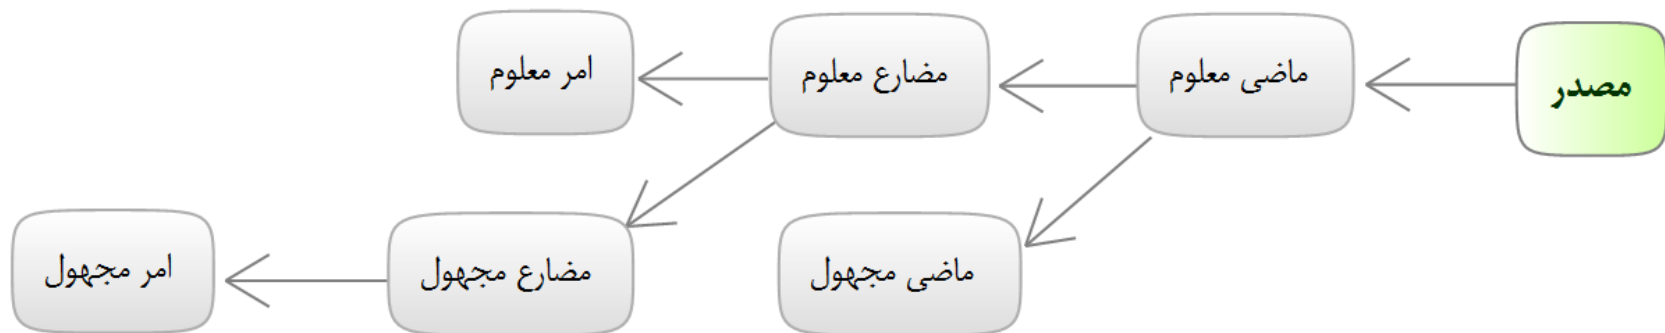 مصدر
ماضی معلوم
مضارع معلوم
امر معلوم
ماضی مجهول
مضارع مجهول
امر مجهول